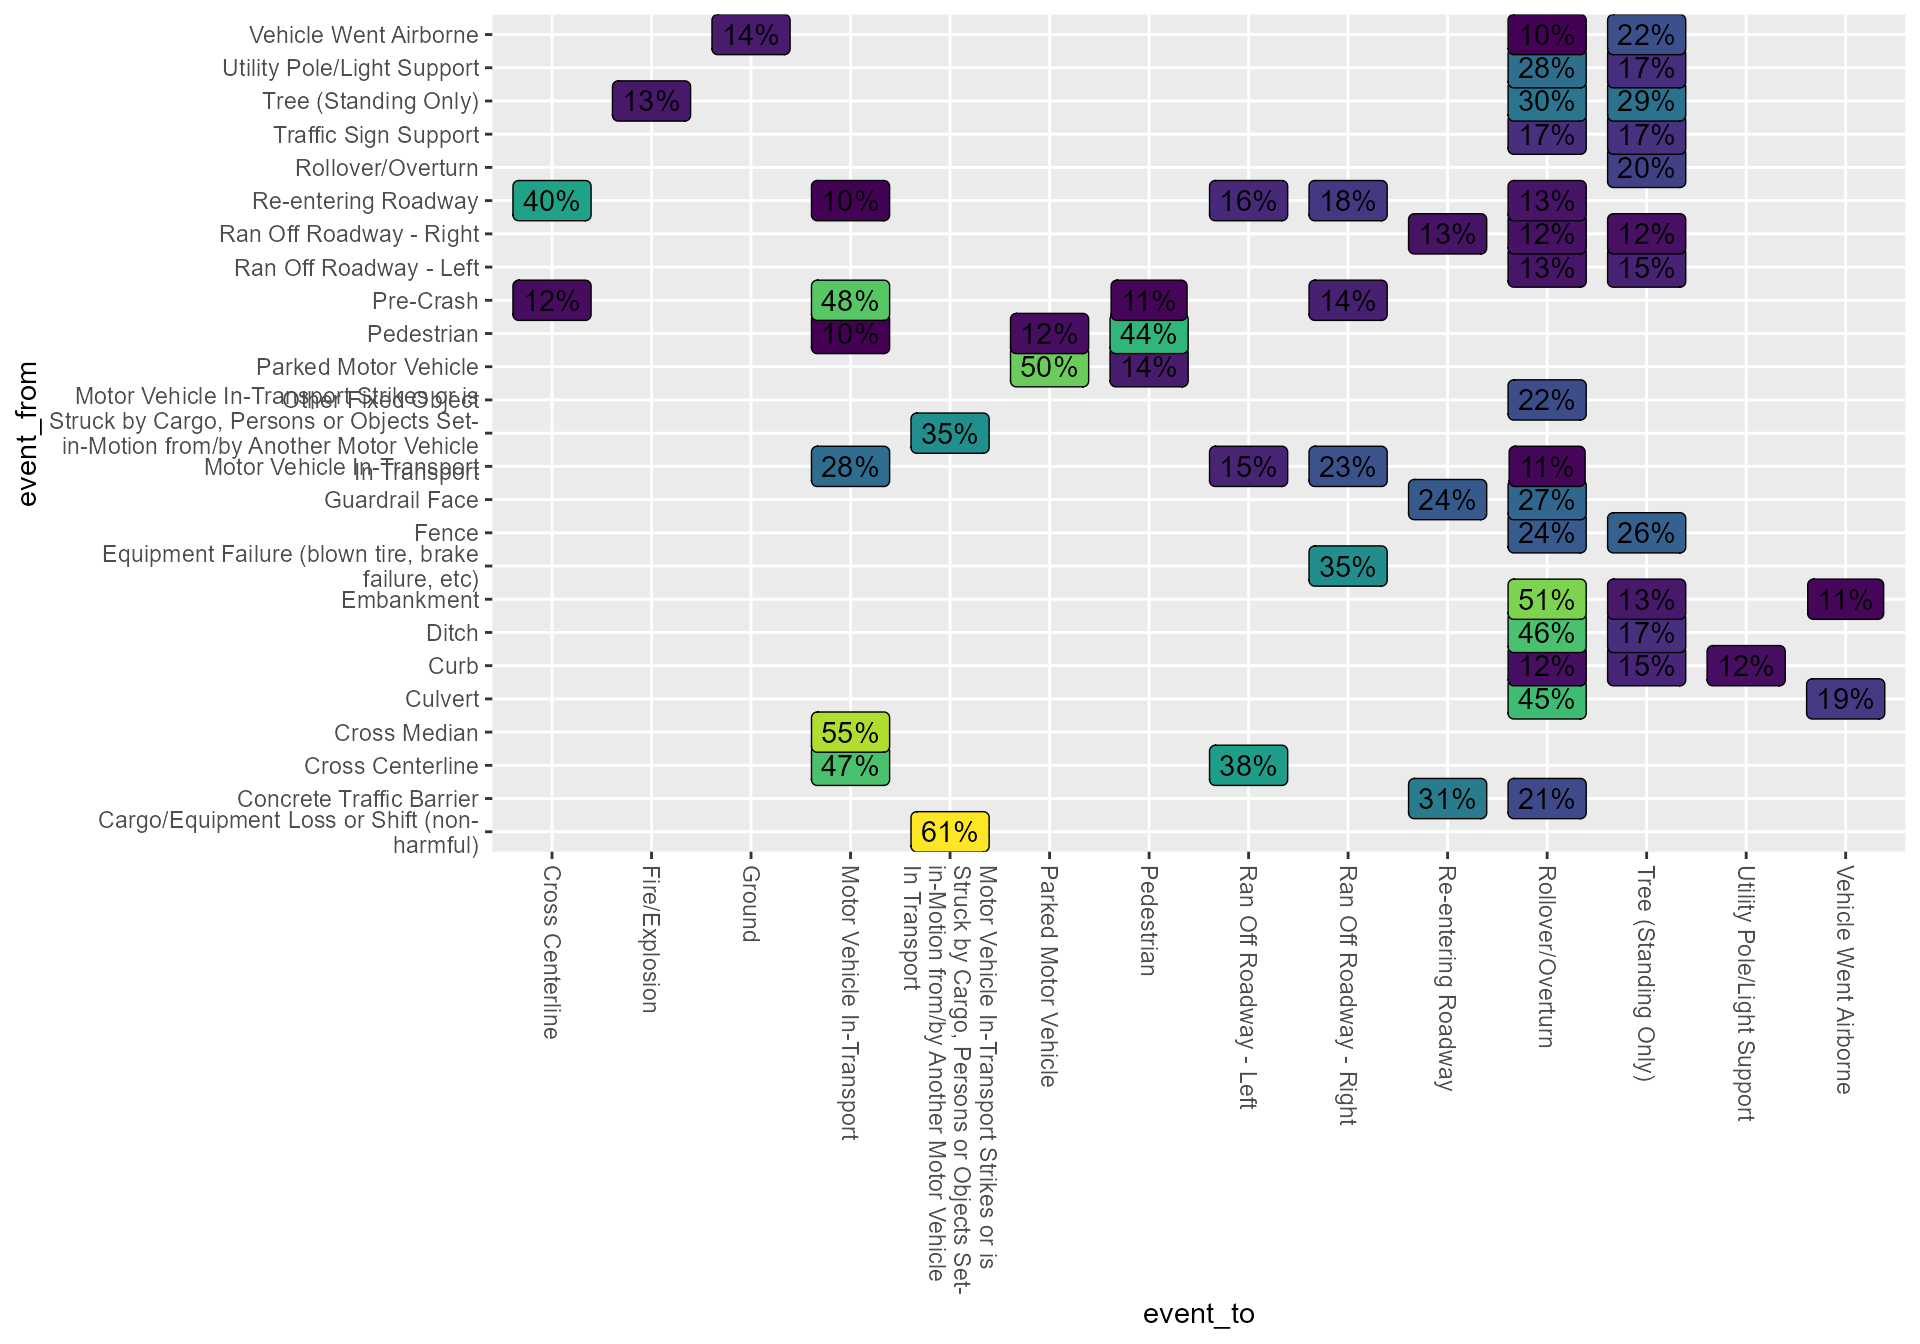 Vehicle Went Airborne 14% 10% 22%
Utility Pole/Light Support 28% 17%
Tree (Standing Only) 13% 30% 29%
Traffic Sign Support 17% 17%
Rollover/Overturn 20%
Re-entering Roadway 40% 10% 16% 18% 13%
Ran Off Roadway - Right 13% 12% 12%
Ran Off Roadway - Left 13% 15%
Pre-Crash 12% 48% 11% 14%
Pedestrian 10% 12% 44%
Parked Motor Vehicle 50% 14%
Other Fixed Object 22%
Motor Vehicle In-Transport Strikes or is
Struck by Cargo, Persons or Objects Set-
in-Motion from/by Another Motor Vehicle
In Transport
35%
Motor Vehicle In-Transport 28% 15% 23% 11%
Guardrail Face 24% 27%
Fence 24% 26%
Equipment Failure (blown tire, brake
failure, etc)
35%
Embankment 51% 13% 11%
Ditch 46% 17%
Curb 12% 15% 12%
Culvert 45% 19%
Cross Median 55%
Cross Centerline 47% 38%
Concrete Traffic Barrier 31% 21%
Cargo/Equipment Loss or Shift (non-
harmful)
61%
event_from
Cross Centerline
Fire/Explosion
Ground
Motor Vehicle In-Transport
Motor Vehicle In-Transport Strikes or is
Struck by Cargo, Persons or Objects Set-
in-Motion from/by Another Motor Vehicle
In Transport
Parked Motor Vehicle
Pedestrian
Ran Off Roadway - Left
Ran Off Roadway - Right
Re-entering Roadway
Rollover/Overturn
Tree (Standing Only)
Utility Pole/Light Support
Vehicle Went Airborne
event_to